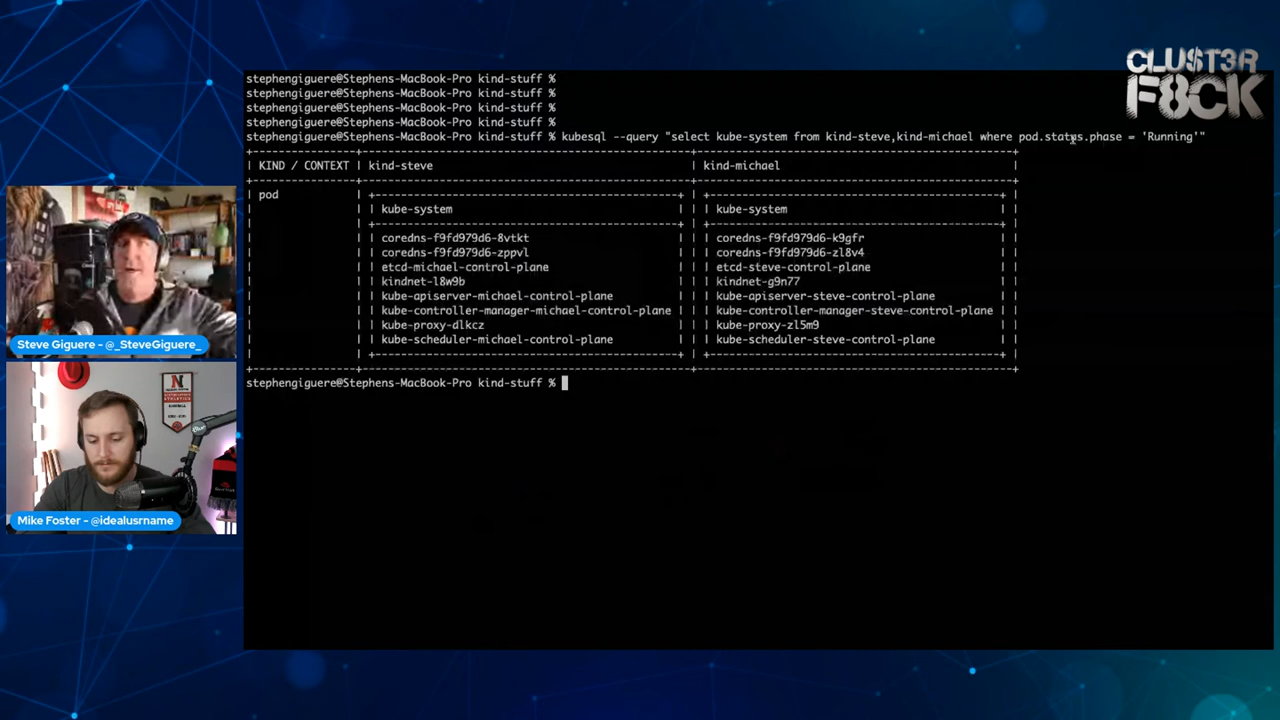 CLU$T3R
F8CK
stephengiguere@Stephens-MacBook-Pro kind-stuff %
stephengiguere@Stephens-MacBook-Pro kind-stuff %
stephengiguere@Stephens-MacBook-Pro kind-stuff %
stephengiguere@Stephens-MacBook-Pro kind-stuff %
stephengiguere@Stephens-MacBook-Pro kind-stuff % kubesql --query "select kube-system from kind-steve,kind-michael where pod.status.phase = 'Running'"
KIND / CONTEXT | kind-steve | kind-michael
pod
kube-system | kube-system
coredns-f9fd979d6-8vtkt | coredns-f9fd979d6-k9gfr
coredns-f9fd979d6-zppvl | coredns-f9fd979d6-zl8v4
etcd-michael-control-plane | etcd-steve-control-plane
kindnet-l8w9b | kindnet-g9n77
kube-apiserver-michael-control-plane | kube-apiserver-steve-control-plane
kube-controller-manager-michael-control-plane | kube-controller-manager-steve-control-plane
kube-proxy-dlkcz | kube-proxy-zl5m9
kube-scheduler-michael-control-plane | kube-scheduler-steve-control-plane
stephengiguere@Stephens-MacBook-Pro kind-stuff %
Steve Giguere - @_SteveGiguere_
Mike Foster - @idealusrname